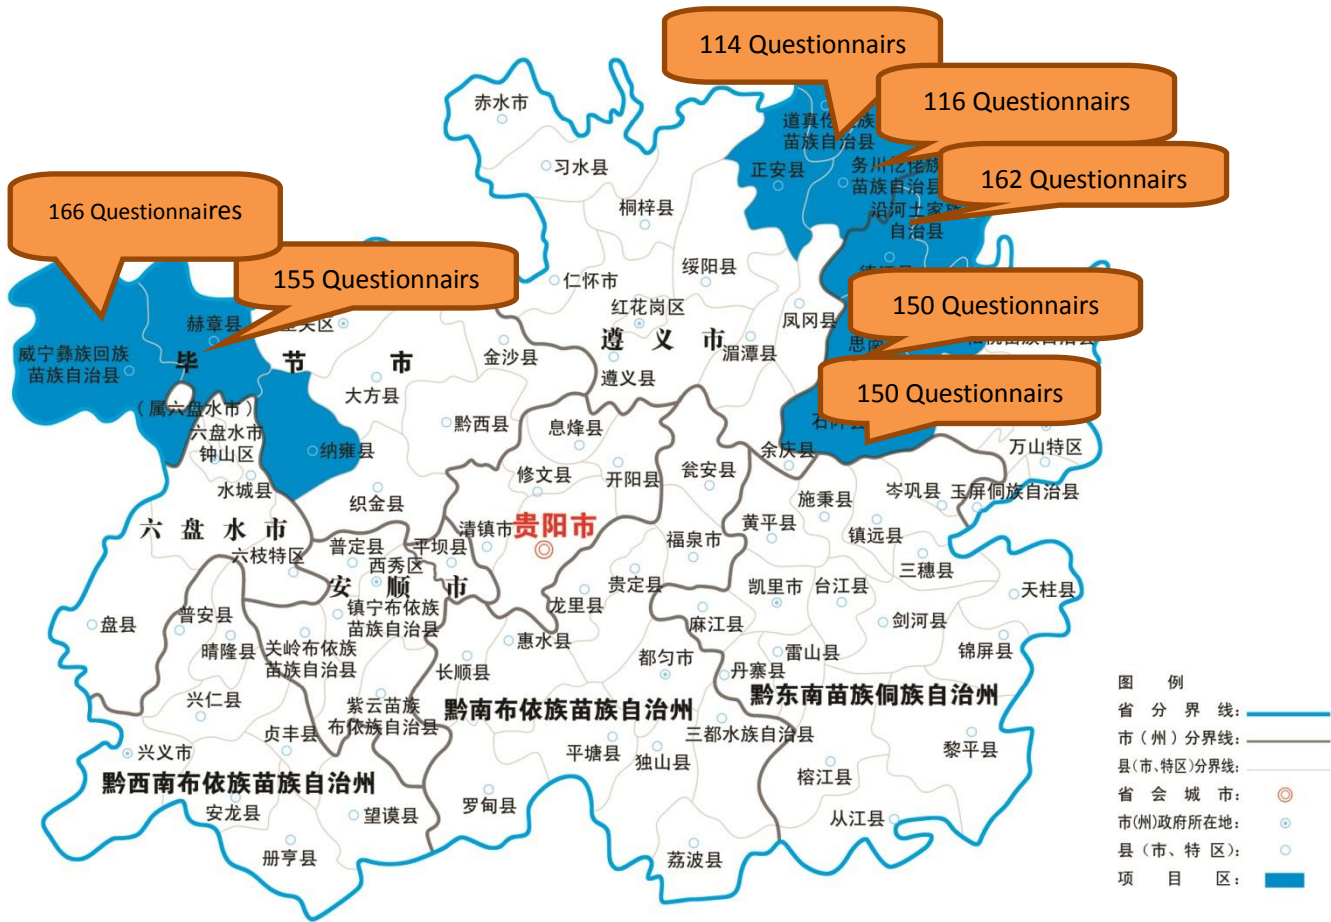 114 Questionnairs
116 Questionnairs
162 Questionnairs
166 Questionnaires
155 Questionnairs
150 Questionnairs
150 Questionnairs
赤水市
习水县
桐梓县
道真仡
族
苗族自治县
正安县
务川仡佬族
苗族自治县
沿河土家族
自治县
仁怀市
绥阳县
红花岗区
遵义市
凤冈县
湄潭县
遵义县
赫章县
威宁彝族回族
苗族自治县
毕节市
金沙县
大方县
(属六盘水市)
六盘水市
钟山区
黔西县
息烽县
纳雍县
水城县
织金县
修文县
开阳县
瓮安县
余庆县
万山特区
施秉县
岑巩县
玉屏侗族自治县
六盘水市
清镇市
贵阳市
黄平县
镇远县
六枝特区
普定县
平坝县
西秀区
安顺市
福泉市
三穗县
天柱县
贵定县
凯里市
台江县
龙里县
镇宁布依族
苗族自治县
麻江县
剑河县
盘县
普安县
晴隆县
关岭布依族
苗族自治县
惠水县
长顺县
都匀市
雷山县
丹寨县
锦屏县
兴仁县
紫云苗族
布依族自治县
黔南布依族苗族自治州
黔东南苗族侗族自治州
贞丰县
兴义市
平塘县
独山县
三都水族自治县
榕江县
黎平县
黔西南布依族苗族自治州
安龙县
望谟县
罗甸县
从江县
册亨县
荔波县
图例
省分界线:
市(州)分界线:
县(市、特区)分界线:
省会城市:
市(州)政府所在地:
县(市、特区):
项目区: